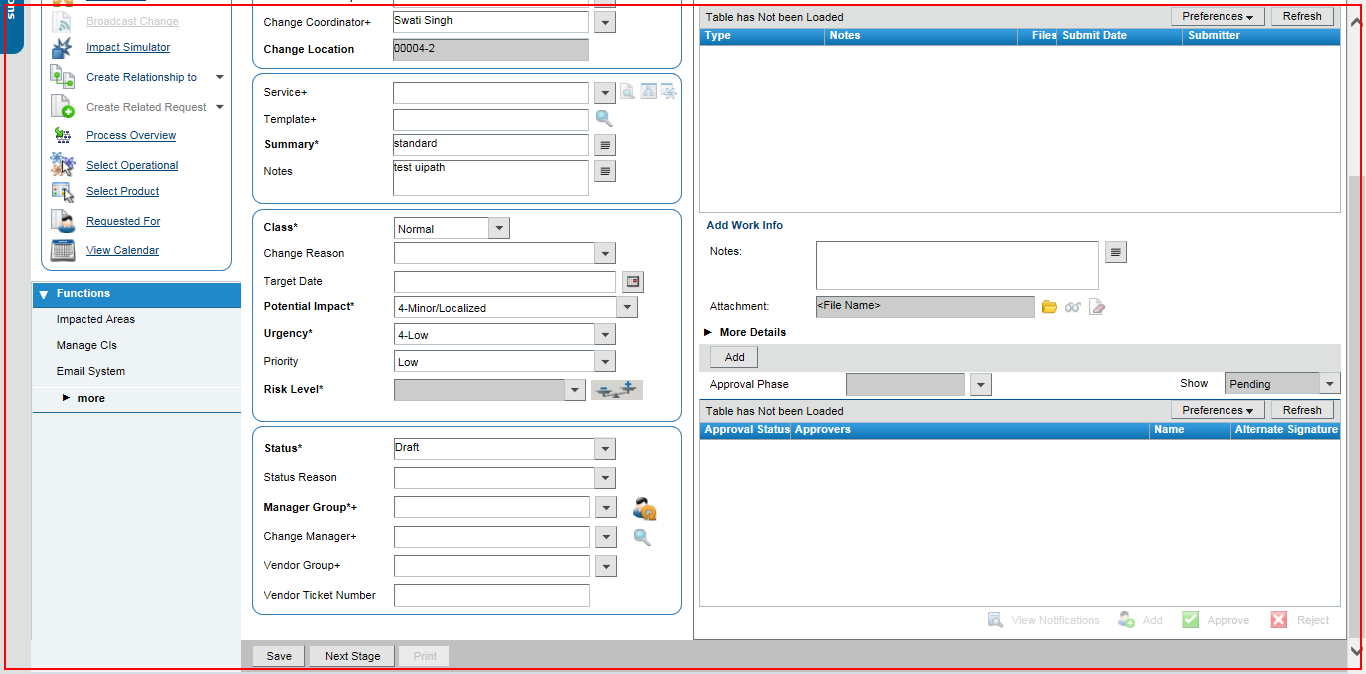 ons
Broadcast Change
Impact Simulator
Create Relationship to
Create Related Request
Process Overview
Select Operational
Select Product
Requested For
View Calendar
Functions
Impacted Areas
Manage CIs
Email System
more
Change Coordinator+ Swati Singh
Change Location 00004-2
Service+
Template+
Summary* standard
Notes test uipath
Class* Normal
Change Reason
Target Date
Potential Impact* 4-Minor/Localized
Urgency* 4-Low
Priority Low
Risk Level*
Status* Draft
Status Reason
Manager Group*+
Change Manager+
Vendor Group+
Vendor Ticket Number
Save Next Stage Print
Table has Not been Loaded Preferences Refresh
Type Notes Files Submit Date Submitter
Add Work Info
Notes:
Attachment: <File Name>
More Details
Add
Approval Phase Show Pending
Table has Not been Loaded Preferences Refresh
Approval Status Approvers Name Alternate Signature
View Notifications Add Approve Reject